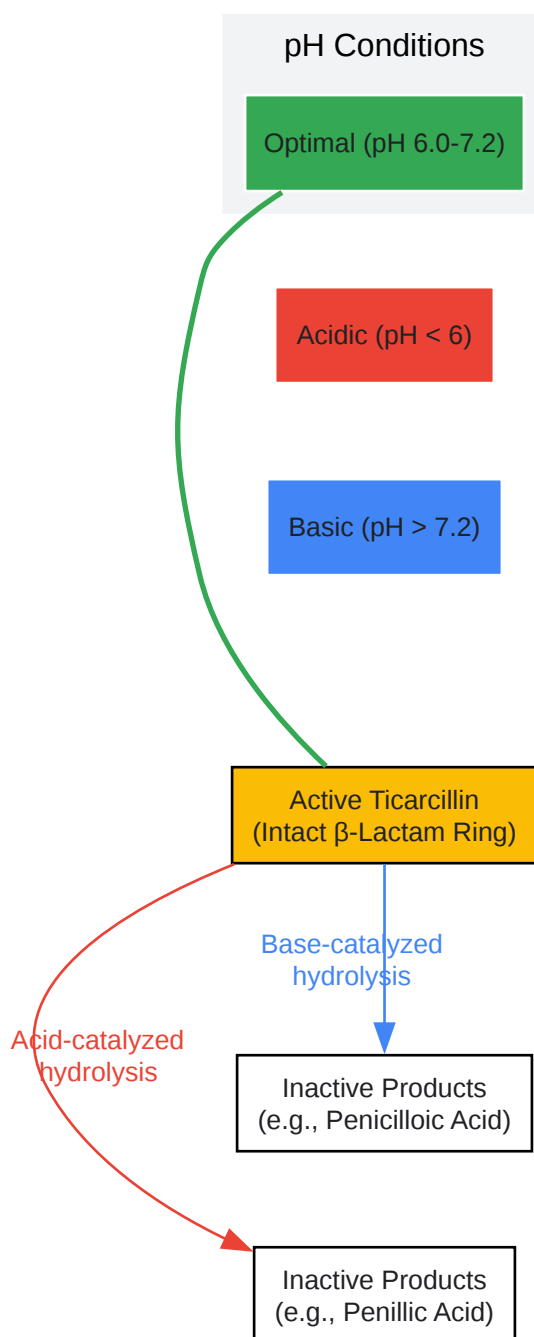 pH Conditions
Optimal (pH 6.0-7.2)
Acidic (pH < 6)
Basic (pH > 7.2)
Active Ticarcillin
(Intact β-Lactam Ring)
Base-catalyzed
hydrolysis
Acid-catalyzed
hydrolysis
Inactive Products
(e.g., Penicilloic Acid)
Inactive Products
(e.g., Penillic Acid)